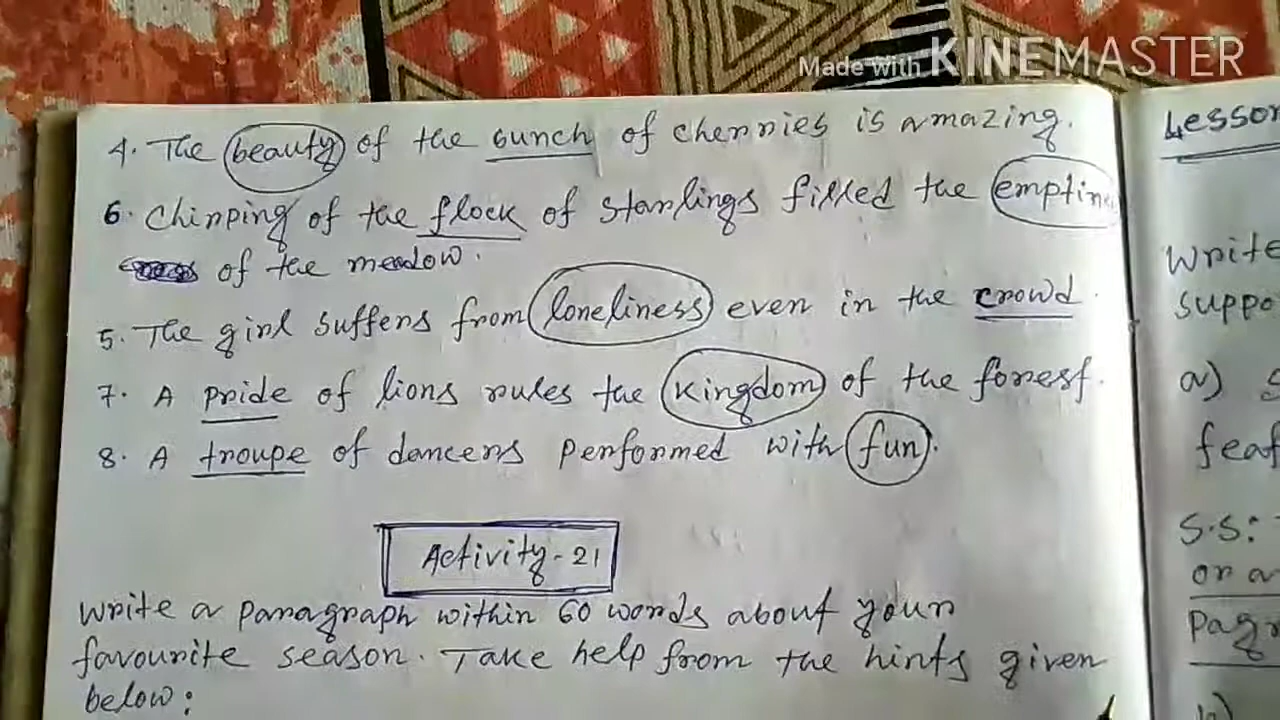 Made with KINEMASTER
4. The beauty of the bunch of cherries is amazing.
6. Chirping of the flock of starlings filled the emptine
of the meadow.
5. The girl suffers from loneliness even in the crowd.
7. A pride of lions rules the kingdom of the forest.
8. A troupe of dancers performed with fun.
Activity-21
Write a paragraph within 60 words about your
favourite season. Take help from the hints given
below:
Lesson
Write
suppo
a) S
feat
S.S:
or a
Pagr
b)